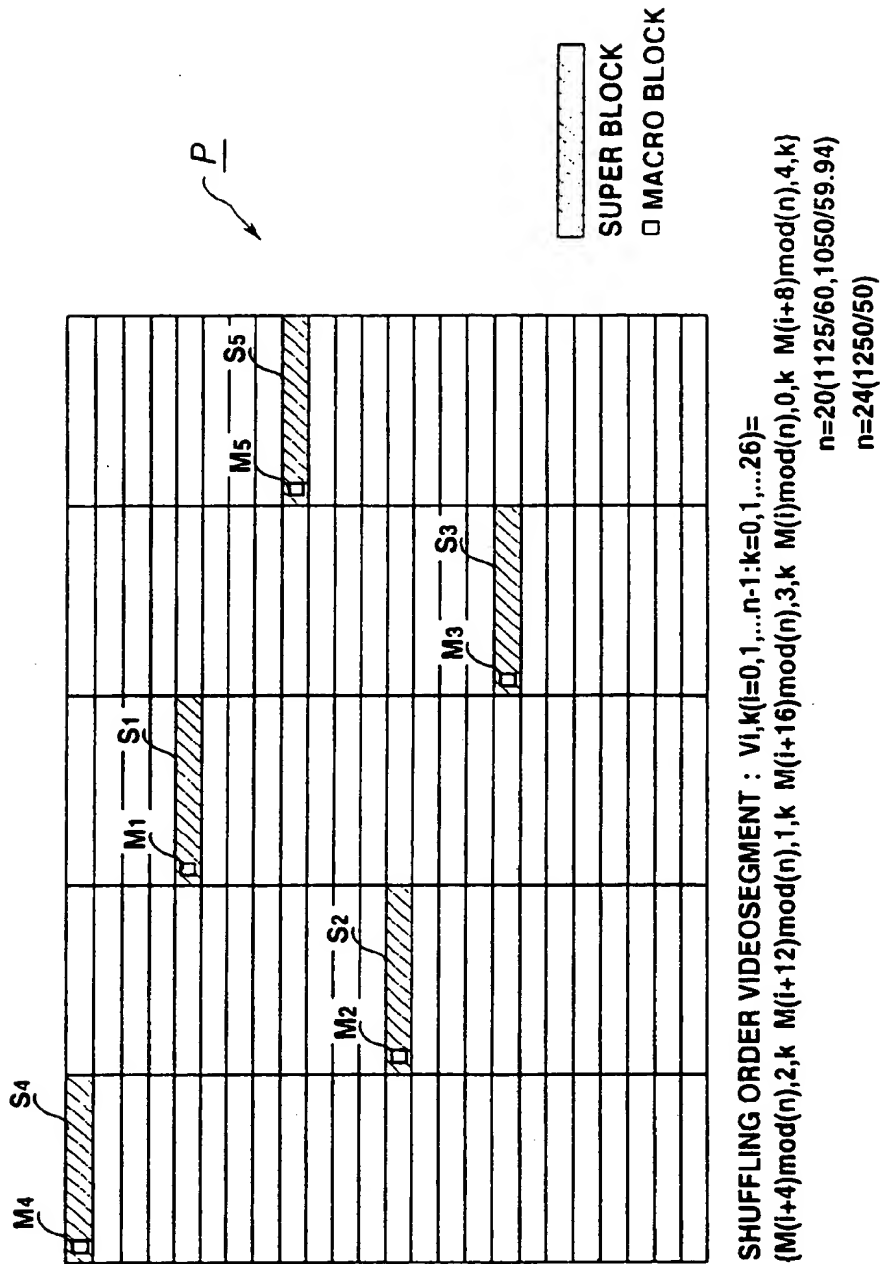 P
S4
M4
S1
M1
S5
M5
S2
M2
S3
M3
SUPER BLOCK
MACRO BLOCK
SHUFFLING ORDER VIDEOSEGMENT : Vi,k(i=0,1,...n-1:k=0,1,....26)=
{M(i+4)mod(n),2,k M(i+12)mod(n),1,k M(i+16)mod(n),3,k M(i)mod(n),0,k M(i+8)mod(n),4,k}
n=20(1125/60,1050/59.94)
n=24(1250/50)